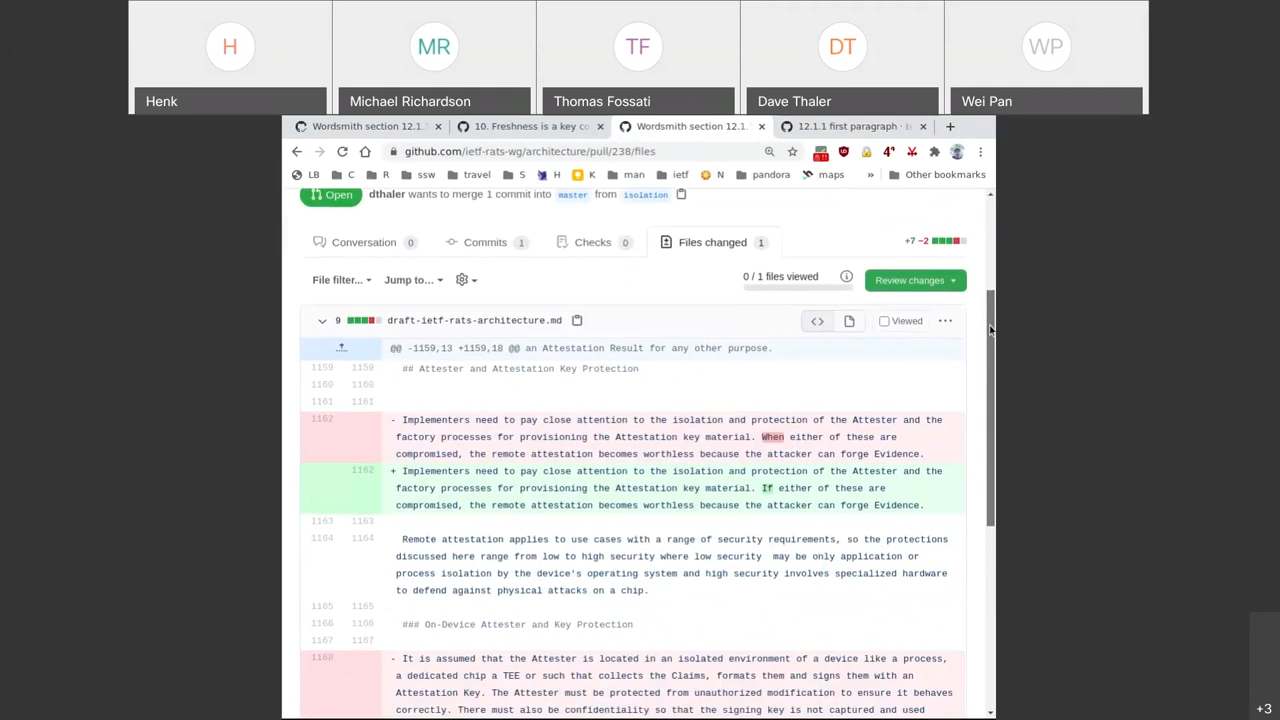 H
MR
TF
DT
WP
Henk
Michael Richardson
Thomas Fossati
Dave Thaler
Wei Pan
Wordsmith section 12.1.
10. Freshness is a key co
Wordsmith section 12.1.
12.1.1 first paragraph ·
github.com/ietf-rats-wg/architecture/pull/238/files
LB C R ssw travel S H K man ietf N pandora maps » Other bookmarks
Open dthaler wants to merge 1 commit into master from isolation
Conversation 0 Commits 1 Checks 0 Files changed 1 +7 −2
File filter... Jump to... 0 / 1 files viewed Review changes
9 draft-ietf-rats-architecture.md Viewed
@@ -1159,13 +1159,18 @@ an Attestation Result for any other purpose.
1159 1159 ## Attester and Attestation Key Protection
1160 1160
1161 1161
1162 - Implementers need to pay close attention to the isolation and protection of the Attester and the
factory processes for provisioning the Attestation key material. When either of these are
compromised, the remote attestation becomes worthless because the attacker can forge Evidence.
1162 + Implementers need to pay close attention to the isolation and protection of the Attester and the
factory processes for provisioning the Attestation key material. If either of these are
compromised, the remote attestation becomes worthless because the attacker can forge Evidence.
1163 1163
1164 1164 Remote attestation applies to use cases with a range of security requirements, so the protections
discussed here range from low to high security where low security may be only application or
process isolation by the device's operating system and high security involves specialized hardware
to defend against physical attacks on a chip.
1165 1165
1166 1166 ### On-Device Attester and Key Protection
1167 1167
1168 - It is assumed that the Attester is located in an isolated environment of a device like a process,
a dedicated chip a TEE or such that collects the Claims, formats them and signs them with an
Attestation Key. The Attester must be protected from unauthorized modification to ensure it behaves
correctly. There must also be confidentiality so that the signing key is not captured and used
+3